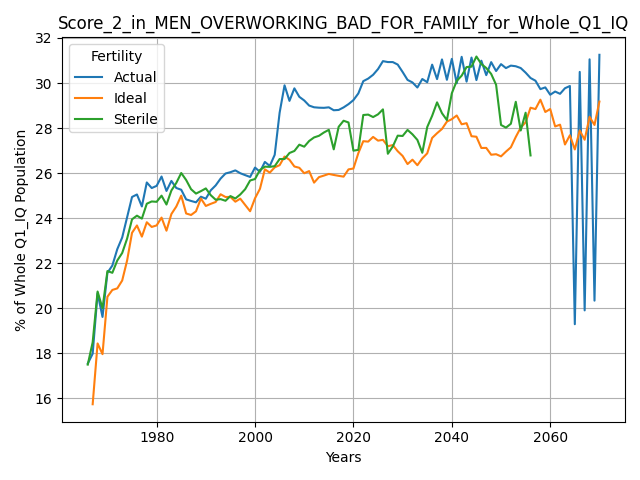 Score_2_in_MEN_OVERWORKING_BAD_FOR_FAMILY_for_Whole_Q1_IQ
Fertility
Actual
Ideal
Sterile
% of Whole Q1_IQ Population
32
30
28
26
24
22
20
18
16
1980 2000 2020 2040 2060
Years